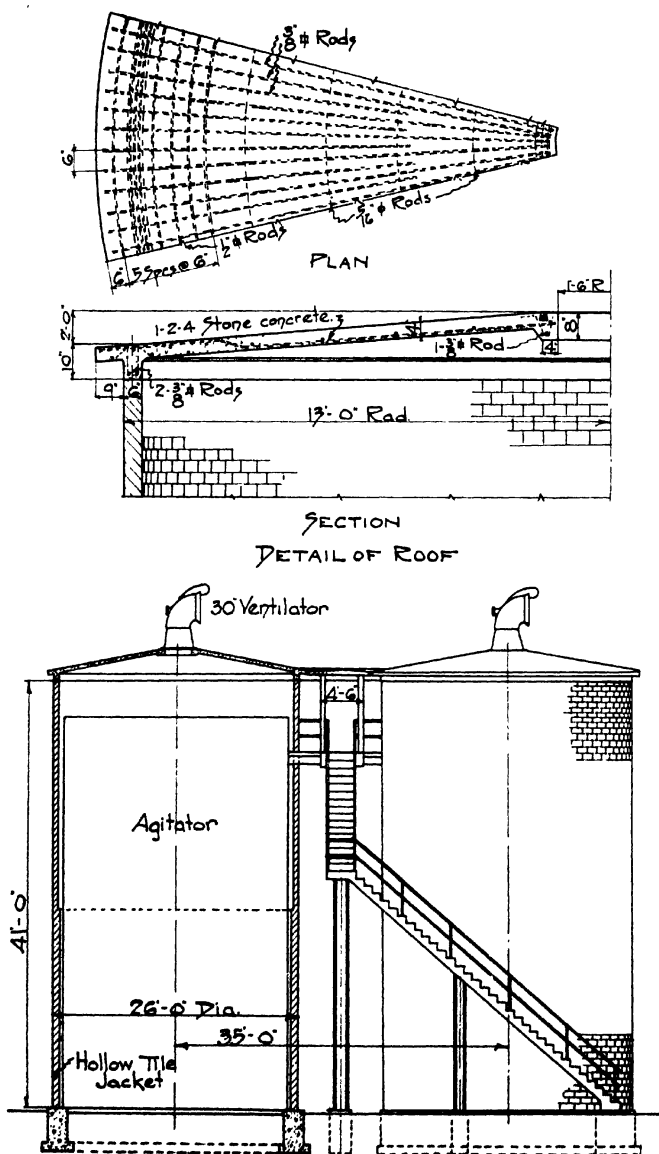 3/8" ⌀ Rods
6"
5/16" ⌀ Rods
1/2" ⌀ Rods
6" 5 Spcs @ 6"
PLAN
1'-6" R
2'-0"
1-2-4 Stone concrete
4"
8"
1-3/8" ⌀ Rod
4"
10"
9" 6"
2-3/8" ⌀ Rods
13'-0" Rad.
SECTION
DETAIL OF ROOF
30" Ventilator
4'-6"
Agitator
41'-0"
26'-0" Dia.
35'-0"
Hollow Tile
Jacket